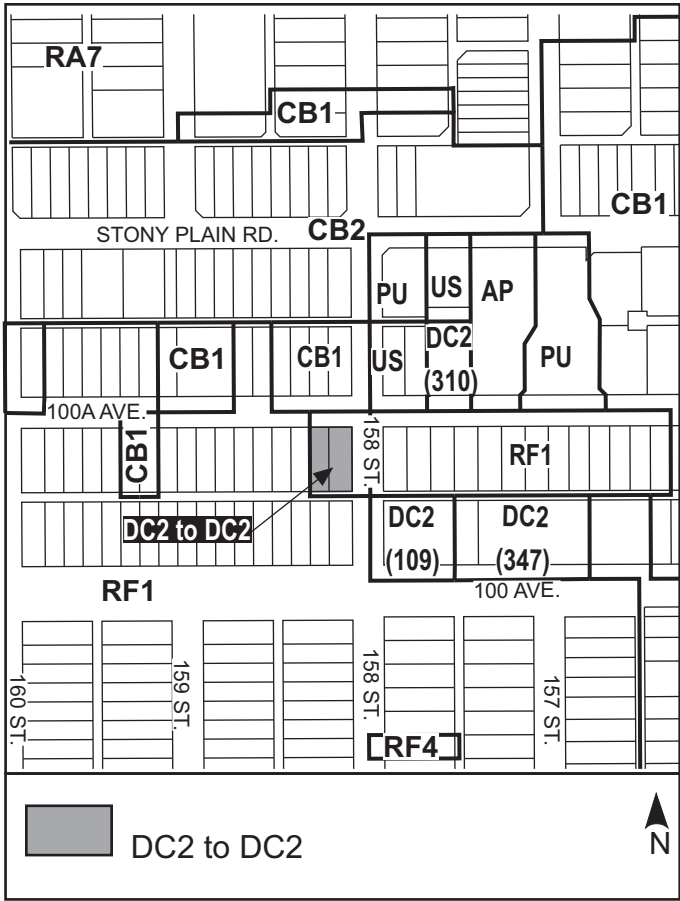 RA7
CB1
CB1
STONY PLAIN RD.
CB2
PU
US
AP
CB1
CB1
US
DC2
(310)
PU
100A AVE.
CB1
158 ST.
RF1
DC2 to DC2
DC2
(109)
DC2
(347)
RF1
100 AVE.
160 ST.
159 ST.
158 ST.
157 ST.
RF4
DC2 to DC2
N